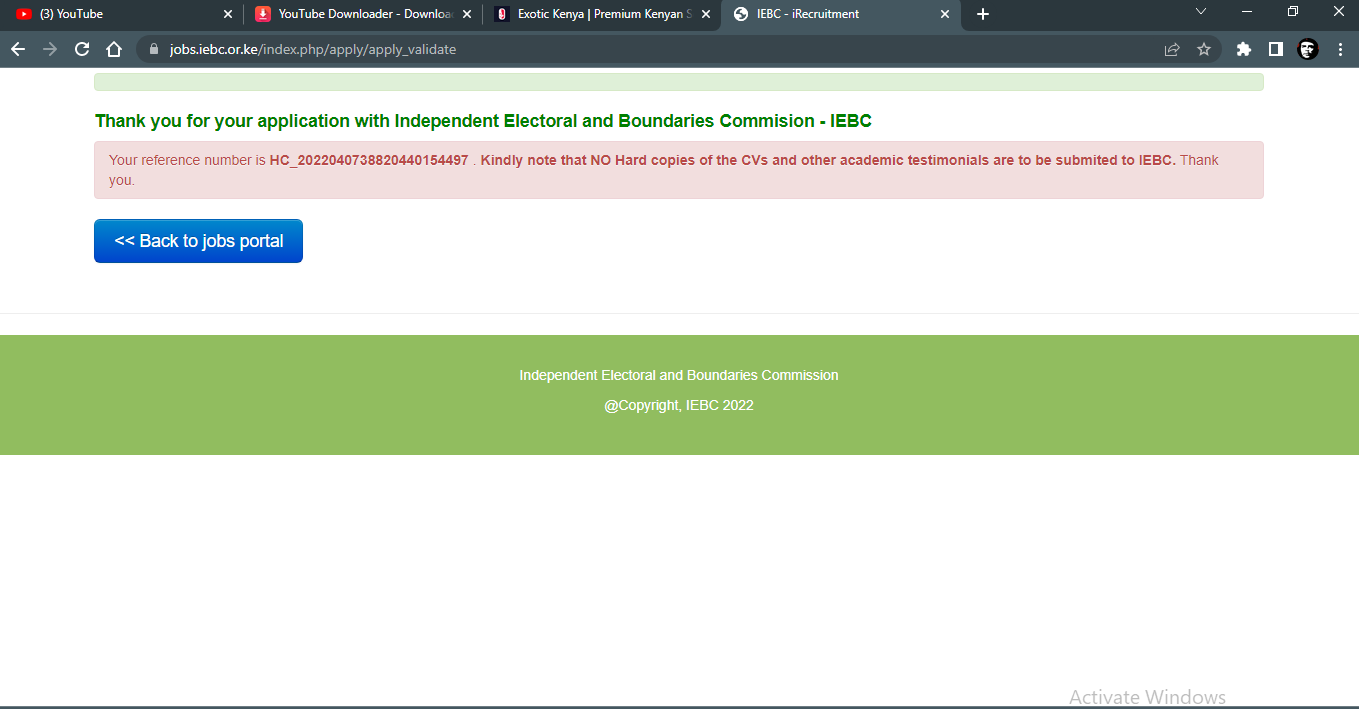 (3) YouTube
YouTube Downloader - Downloa
Exotic Kenya | Premium Kenyan S
IEBC - iRecruitment
jobs.iebc.or.ke/index.php/apply/apply_validate
Thank you for your application with Independent Electoral and Boundaries Commision - IEBC
Your reference number is HC_2022040738820440154497 . Kindly note that NO Hard copies of the CVs and other academic testimonials are to be submited to IEBC. Thank
you.
<< Back to jobs portal
Independent Electoral and Boundaries Commission
@Copyright, IEBC 2022
Activate Windows